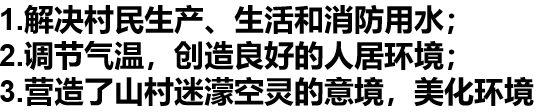 1.解决村民生产、生活和消防用水；
2.调节气温，创造良好的人居环境；
3.营造了山村迷濛空灵的意境，美化环境